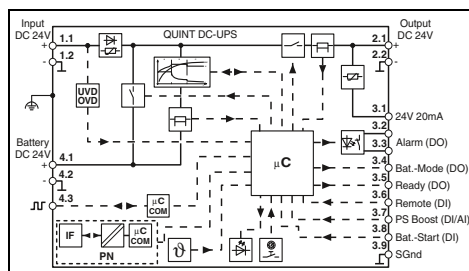 Input
DC 24V
QUINT DC-UPS
Output
DC 24V
1.1
+
1.2
-
2.1
+
2.2
-
UVD
OVD
3.1
24V 20mA
3.2
3.3
Alarm (DO)
Battery
DC 24V
4.1
+
4.2
-
4.3
µC
3.4
Bat.-Mode (DO)
3.5
Ready (DO)
3.6
Remote (DI)
3.7
PS Boost (DI/AI)
3.8
Bat.-Start (DI)
3.9
SGnd
µC
COM
IF
µC
COM
PN
ϑ